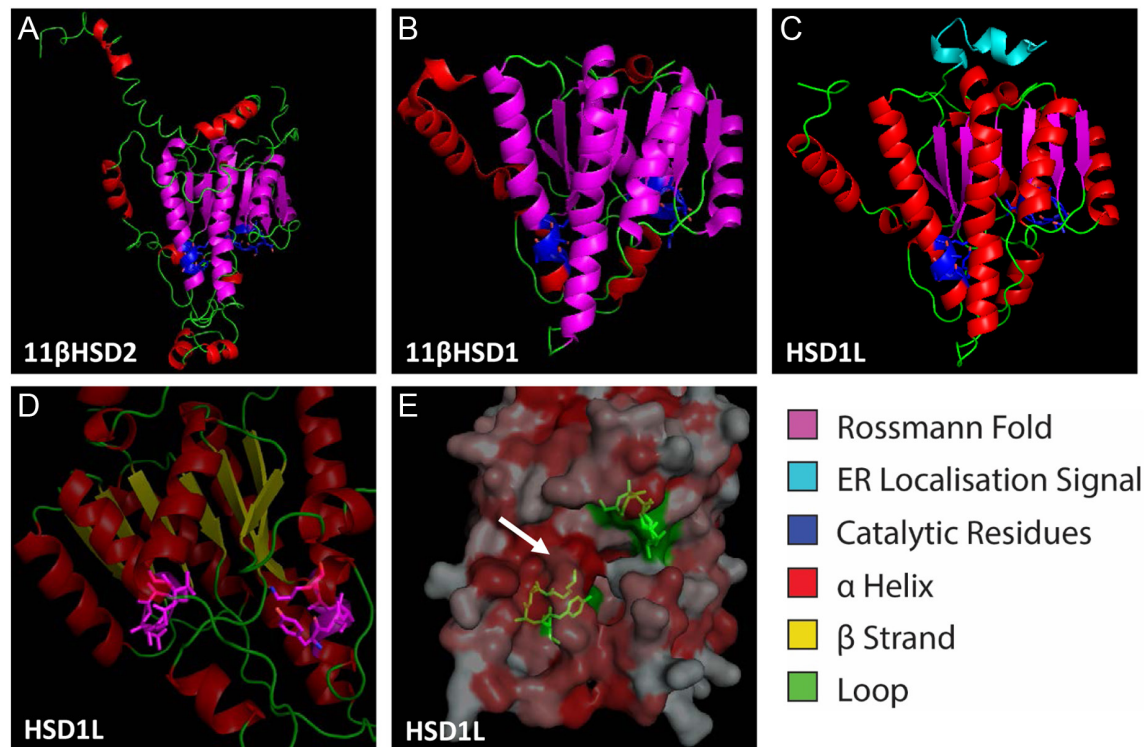 A
11βHSD2
B
11βHSD1
C
HSD1L
D
HSD1L
E
HSD1L
Rossmann Fold
ER Localisation Signal
Catalytic Residues
α Helix
β Strand
Loop